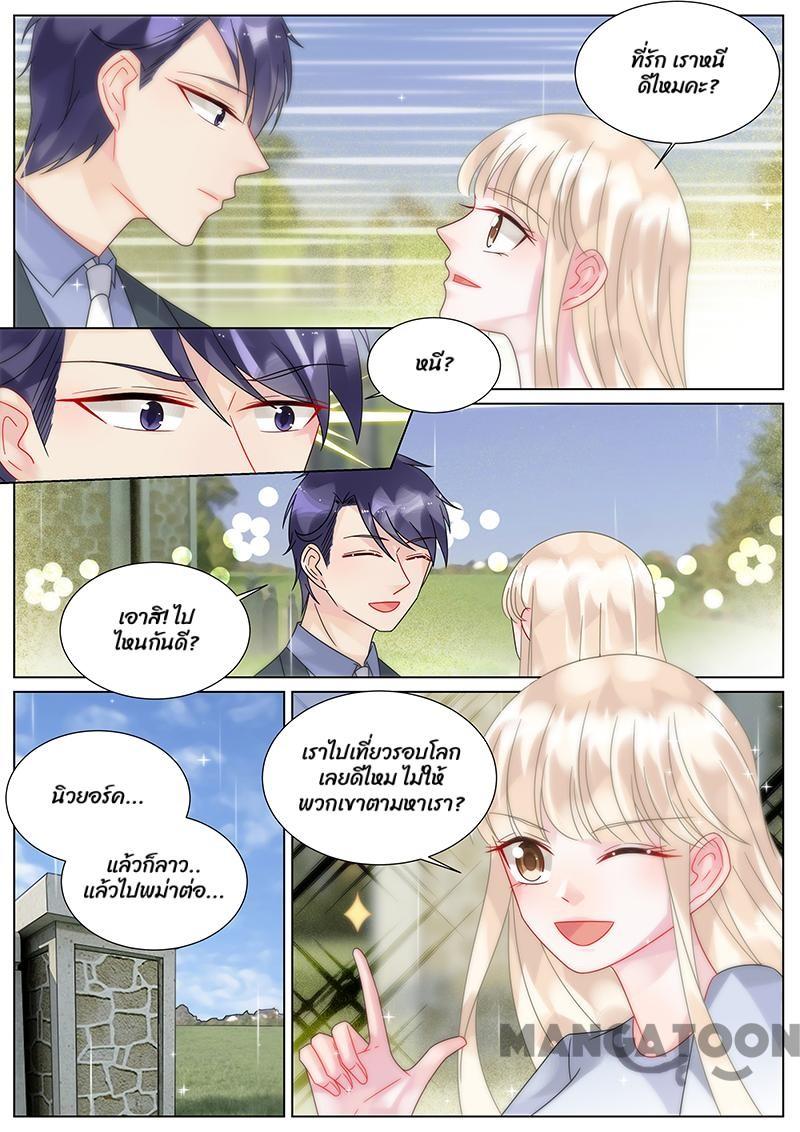 ที่รัก เราหนี
ดีไหมคะ?
หนี?
เอาสิ! ไป
ไหนกันดี?
เราไปเที่ยวรอบโลก
เลยดีไหม ไม่ให้
พวกเขาตามหาเรา?
นิวยอร์ค...
แล้วก็ลาว..
แล้วไปพม่าต่อ...
MANGATOON